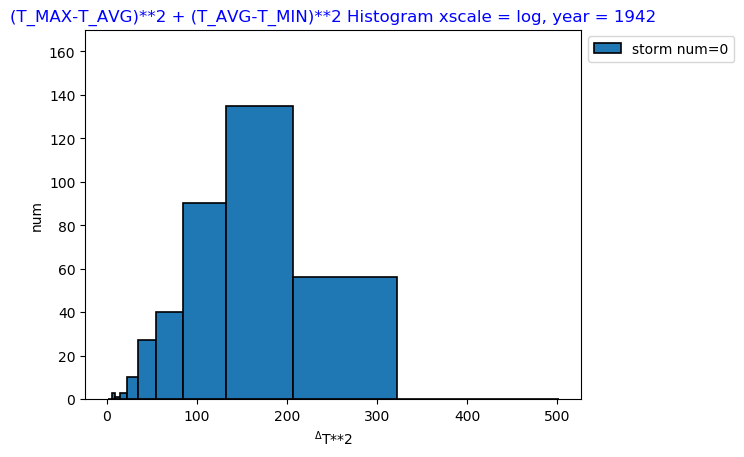 (T_MAX-T_AVG)**2 + (T_AVG-T_MIN)**2 Histogram xscale = log, year = 1942
storm num=0
160
140
120
100
80
60
40
20
0
num
0 100 200 300 400 500
ΔT**2